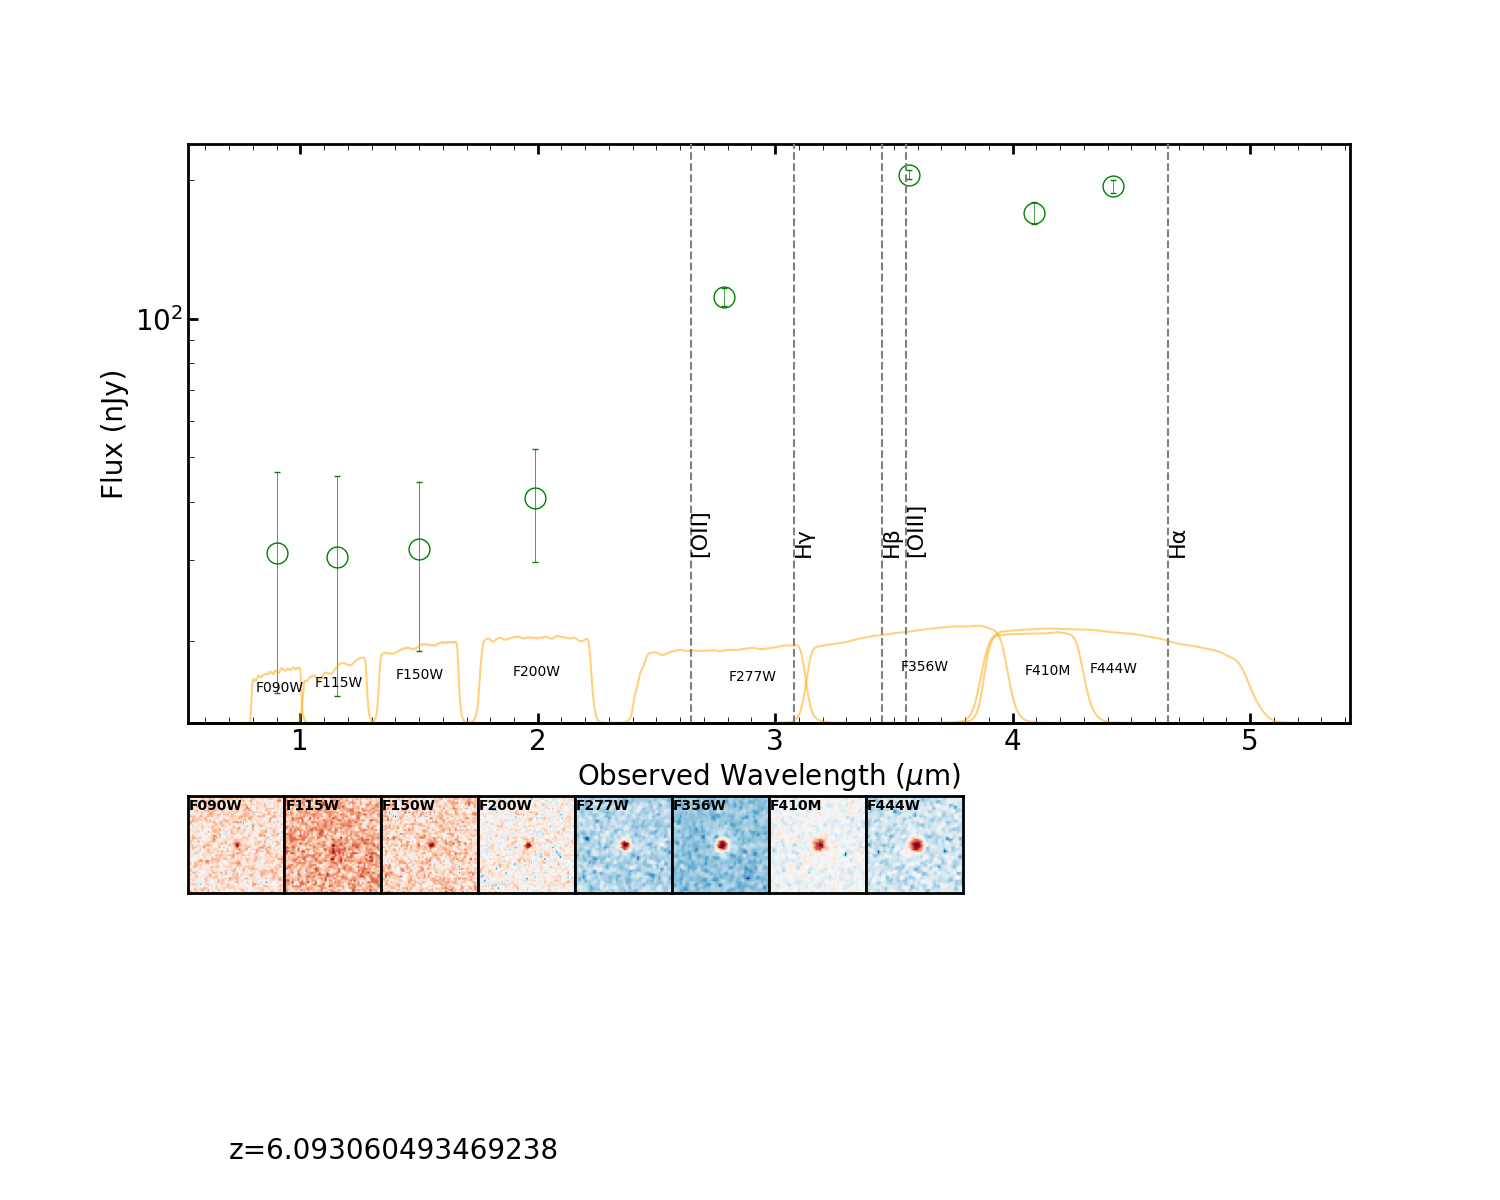 10²
Flux (nJy)
[OII]
Hγ
Hβ
[OIII]
Hα
F090W
F115W
F150W
F200W
F277W
F356W
F410M
F444W
1 2 3 4 5
Observed Wavelength (μm)
F090W F115W F150W F200W F277W F356W F410M F444W
z=6.093060493469238